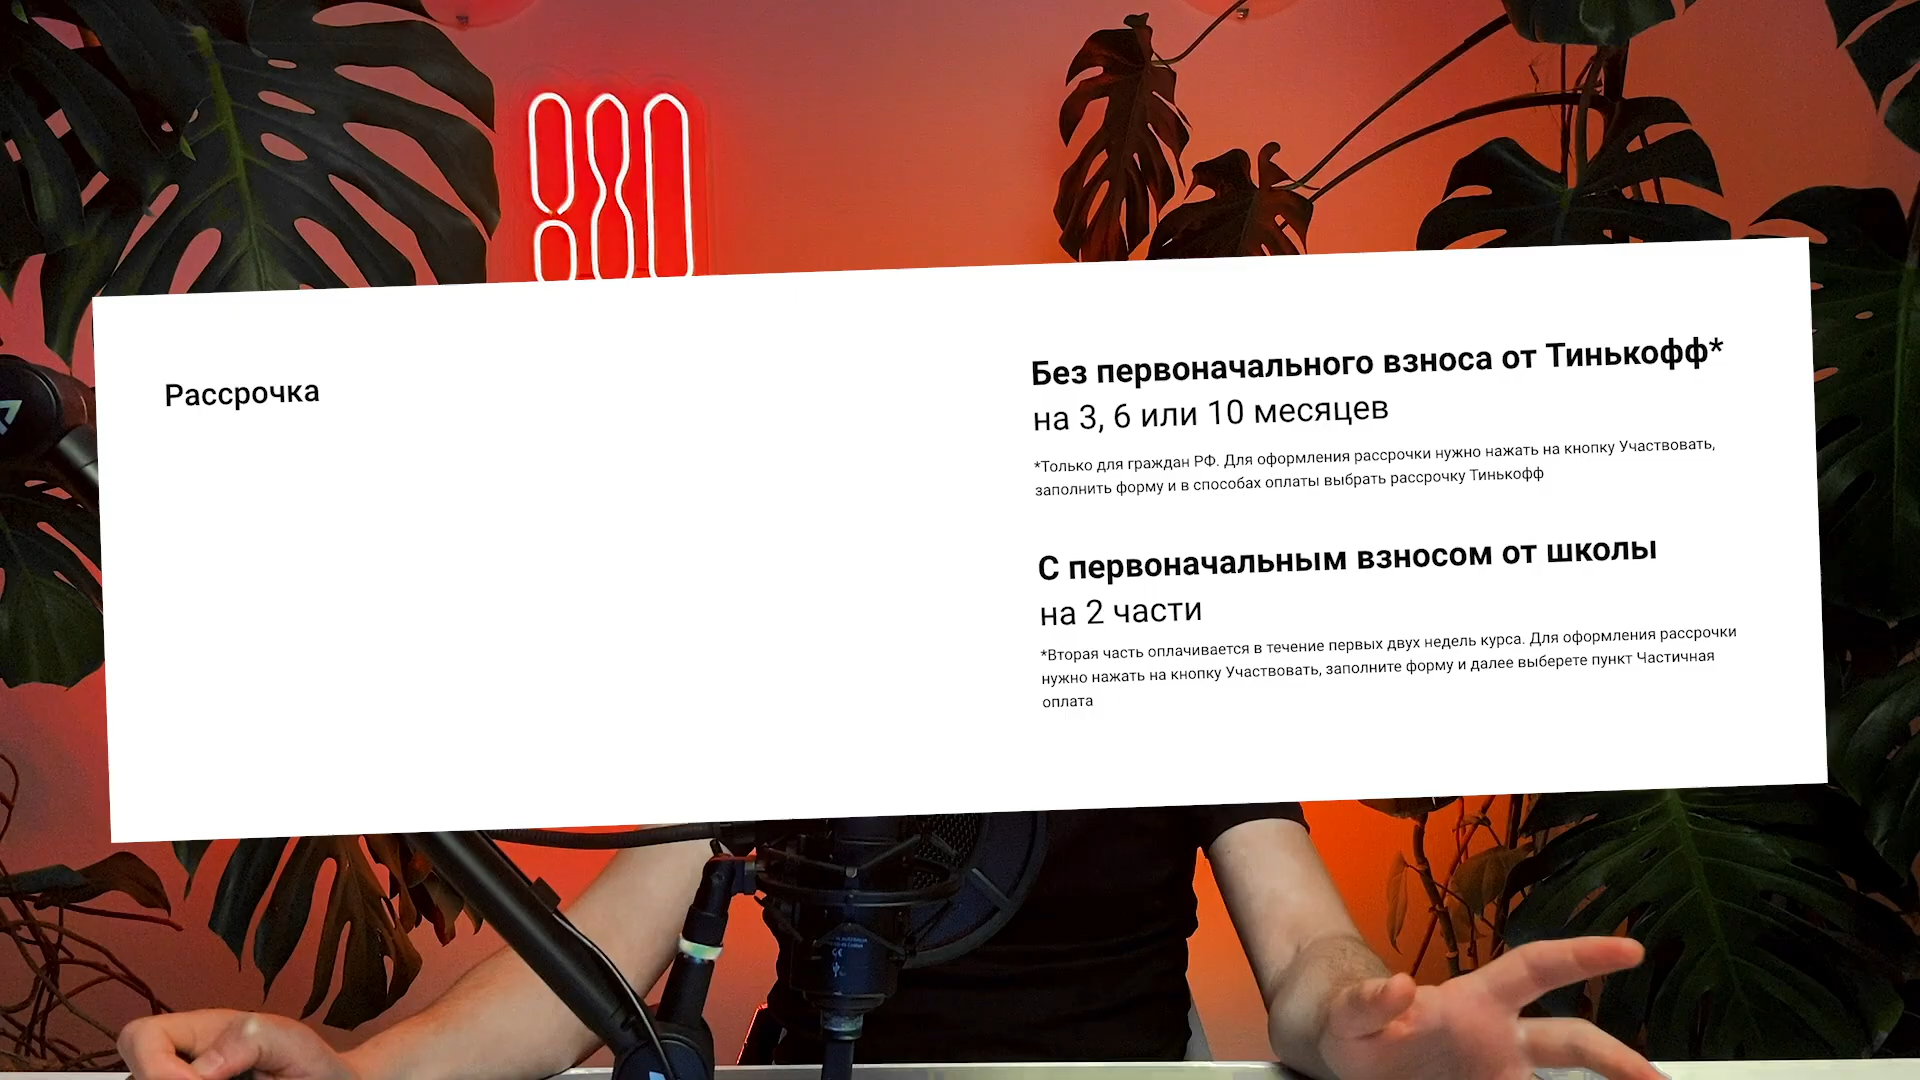 Рассрочка
Без первоначального взноса от Тинькофф*
на 3, 6 или 10 месяцев
*Только для граждан РФ. Для оформления рассрочки нужно нажать на кнопку Участвовать,
заполнить форму и в способах оплаты выбрать рассрочку Тинькофф
С первоначальным взносом от школы
на 2 части
*Вторая часть оплачивается в течение первых двух недель курса. Для оформления рассрочки
нужно нажать на кнопку Участвовать, заполните форму и далее выберете пункт Частичная
оплата